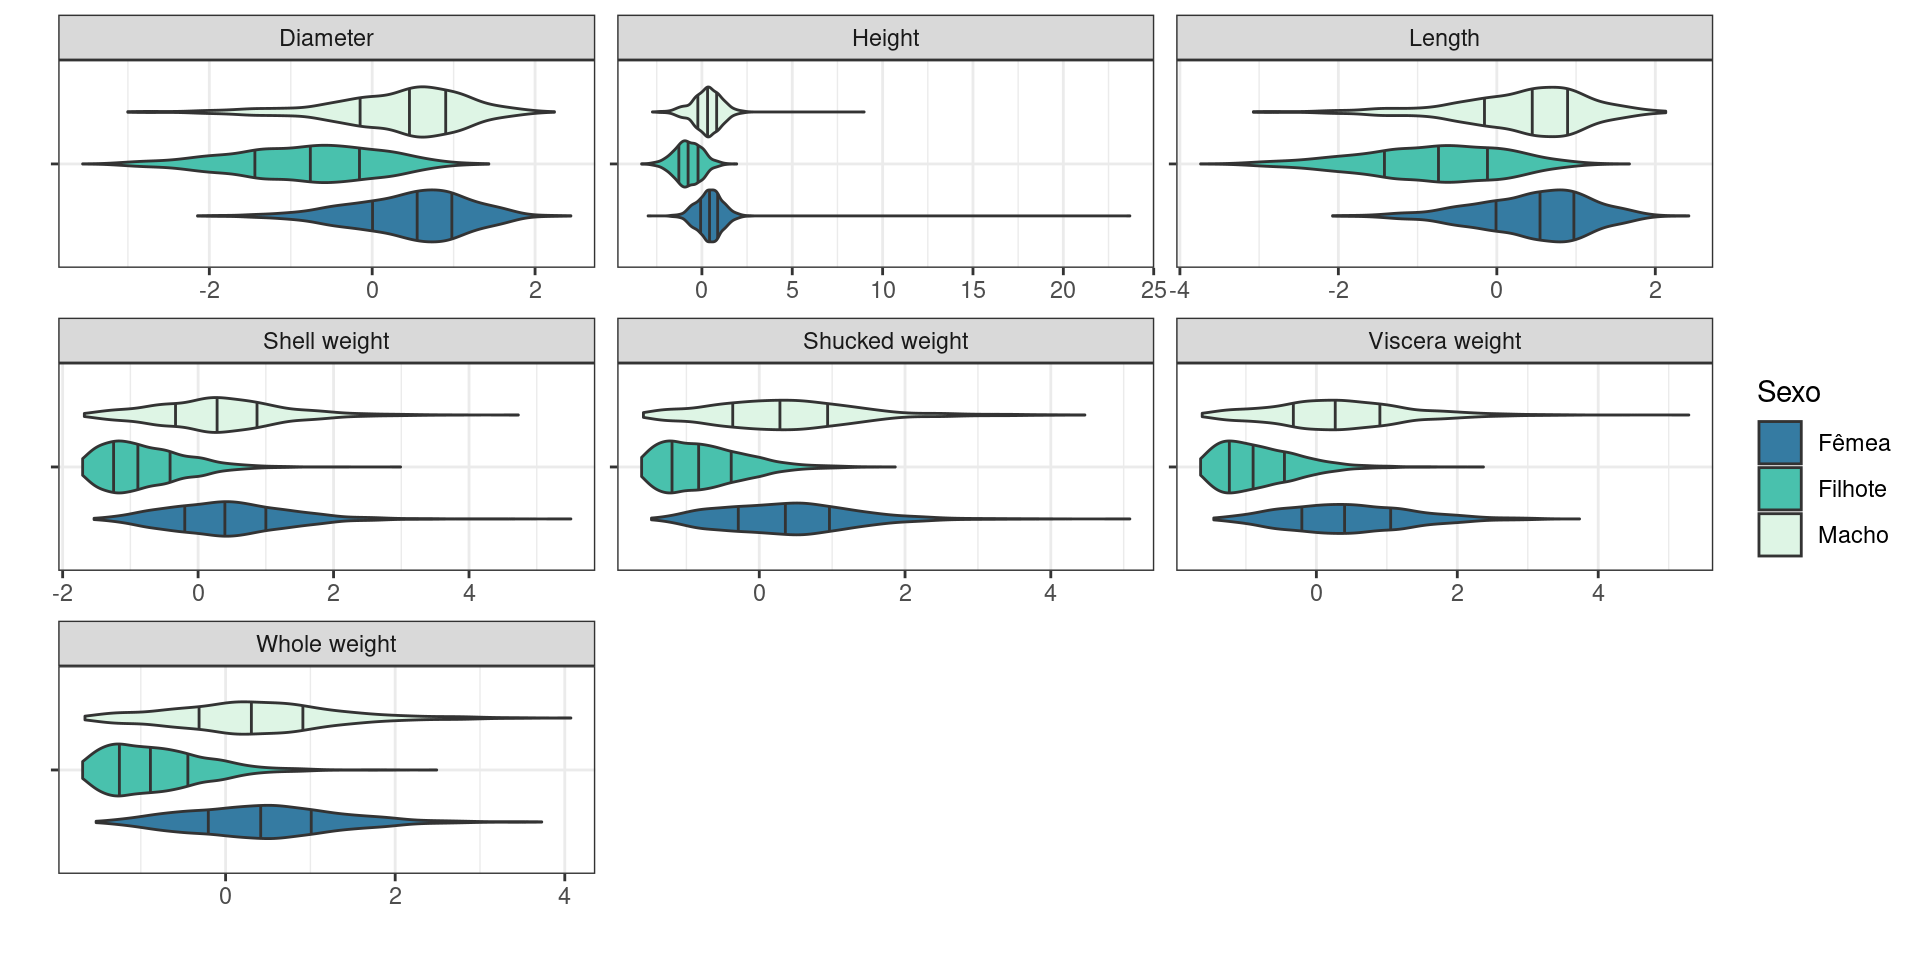 Diameter
Height
Length
-2 0 2
0 5 10 15 20 25
-4 -2 0 2
Shell weight
Shucked weight
Viscera weight
-2 0 2 4
0 2 4
0 2 4
Whole weight
0 2 4
Sexo
Fêmea
Filhote
Macho